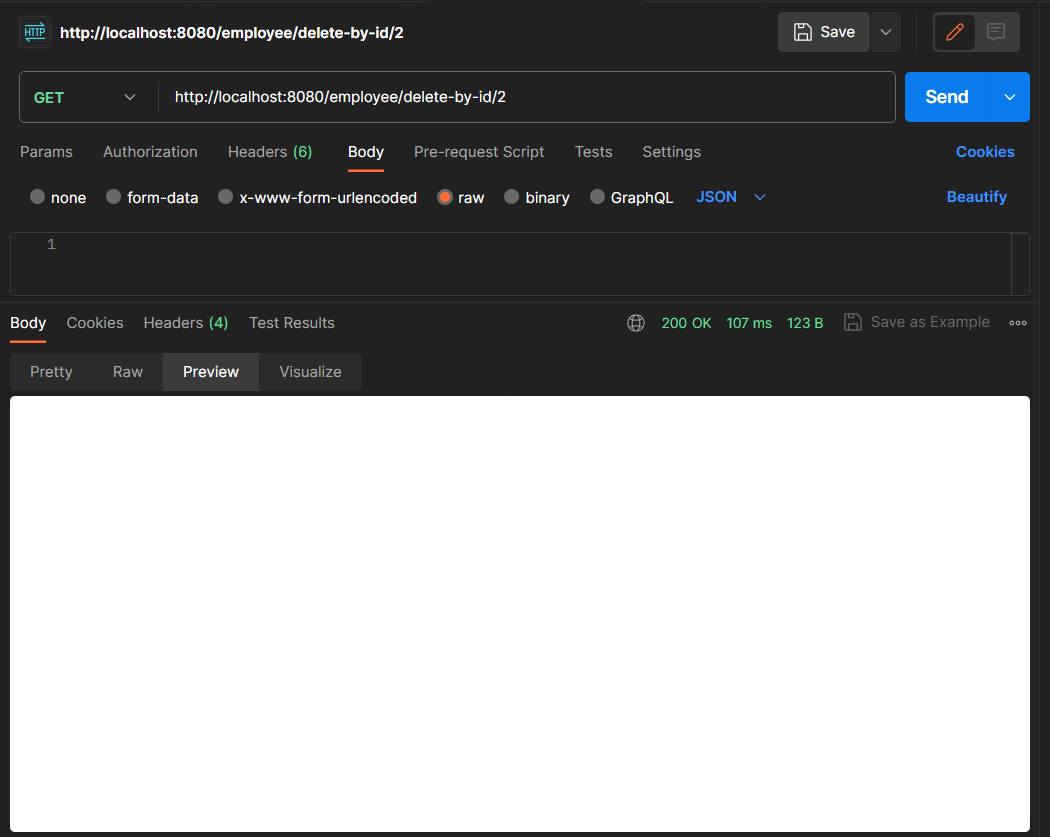 HTTP http://localhost:8080/employee/delete-by-id/2 Save
GET http://localhost:8080/employee/delete-by-id/2 Send
Params Authorization Headers (6) Body Pre-request Script Tests Settings Cookies
none form-data x-www-form-urlencoded raw binary GraphQL JSON Beautify
1
Body Cookies Headers (4) Test Results 200 OK 107 ms 123 B Save as Example
Pretty Raw Preview Visualize